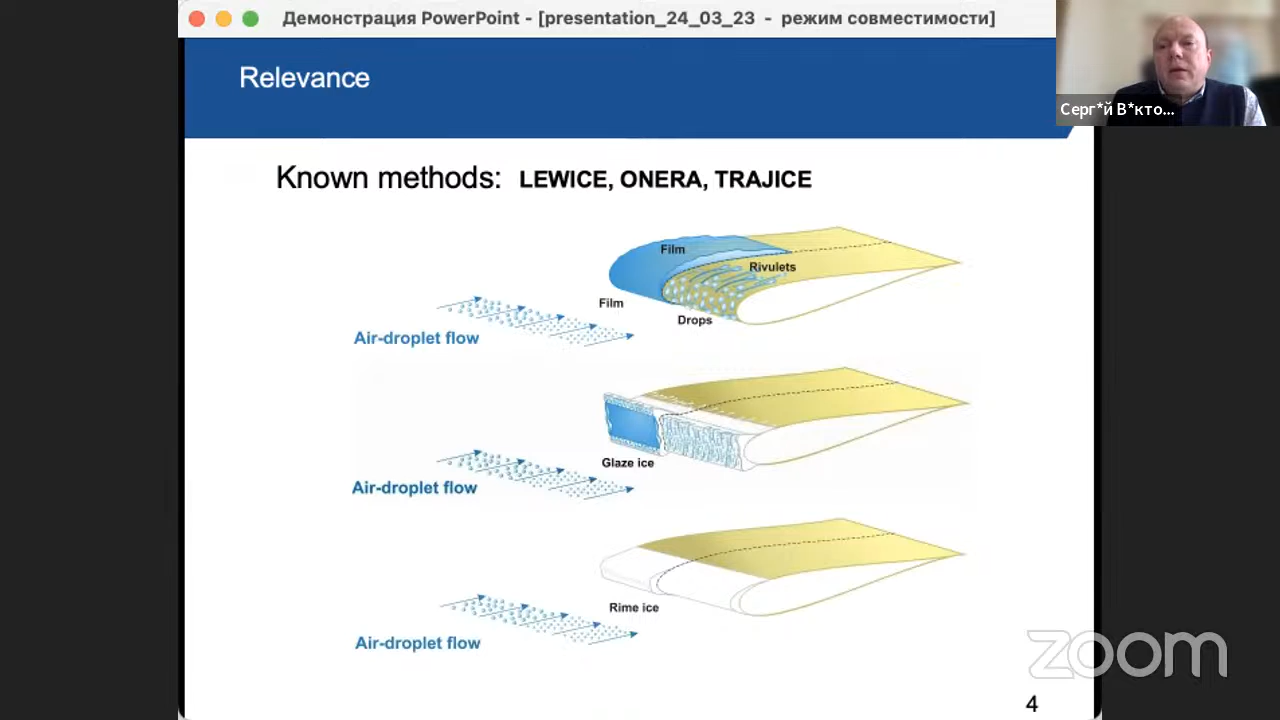 Демонстрация PowerPoint - [presentation_24_03_23 - режим совместимости]
Relevance
Серг*й В*кто...
Known methods: LEWICE, ONERA, TRAJICE
Film
Rivulets
Film
Drops
Air-droplet flow
Glaze ice
Air-droplet flow
Rime ice
Air-droplet flow
zoom
4